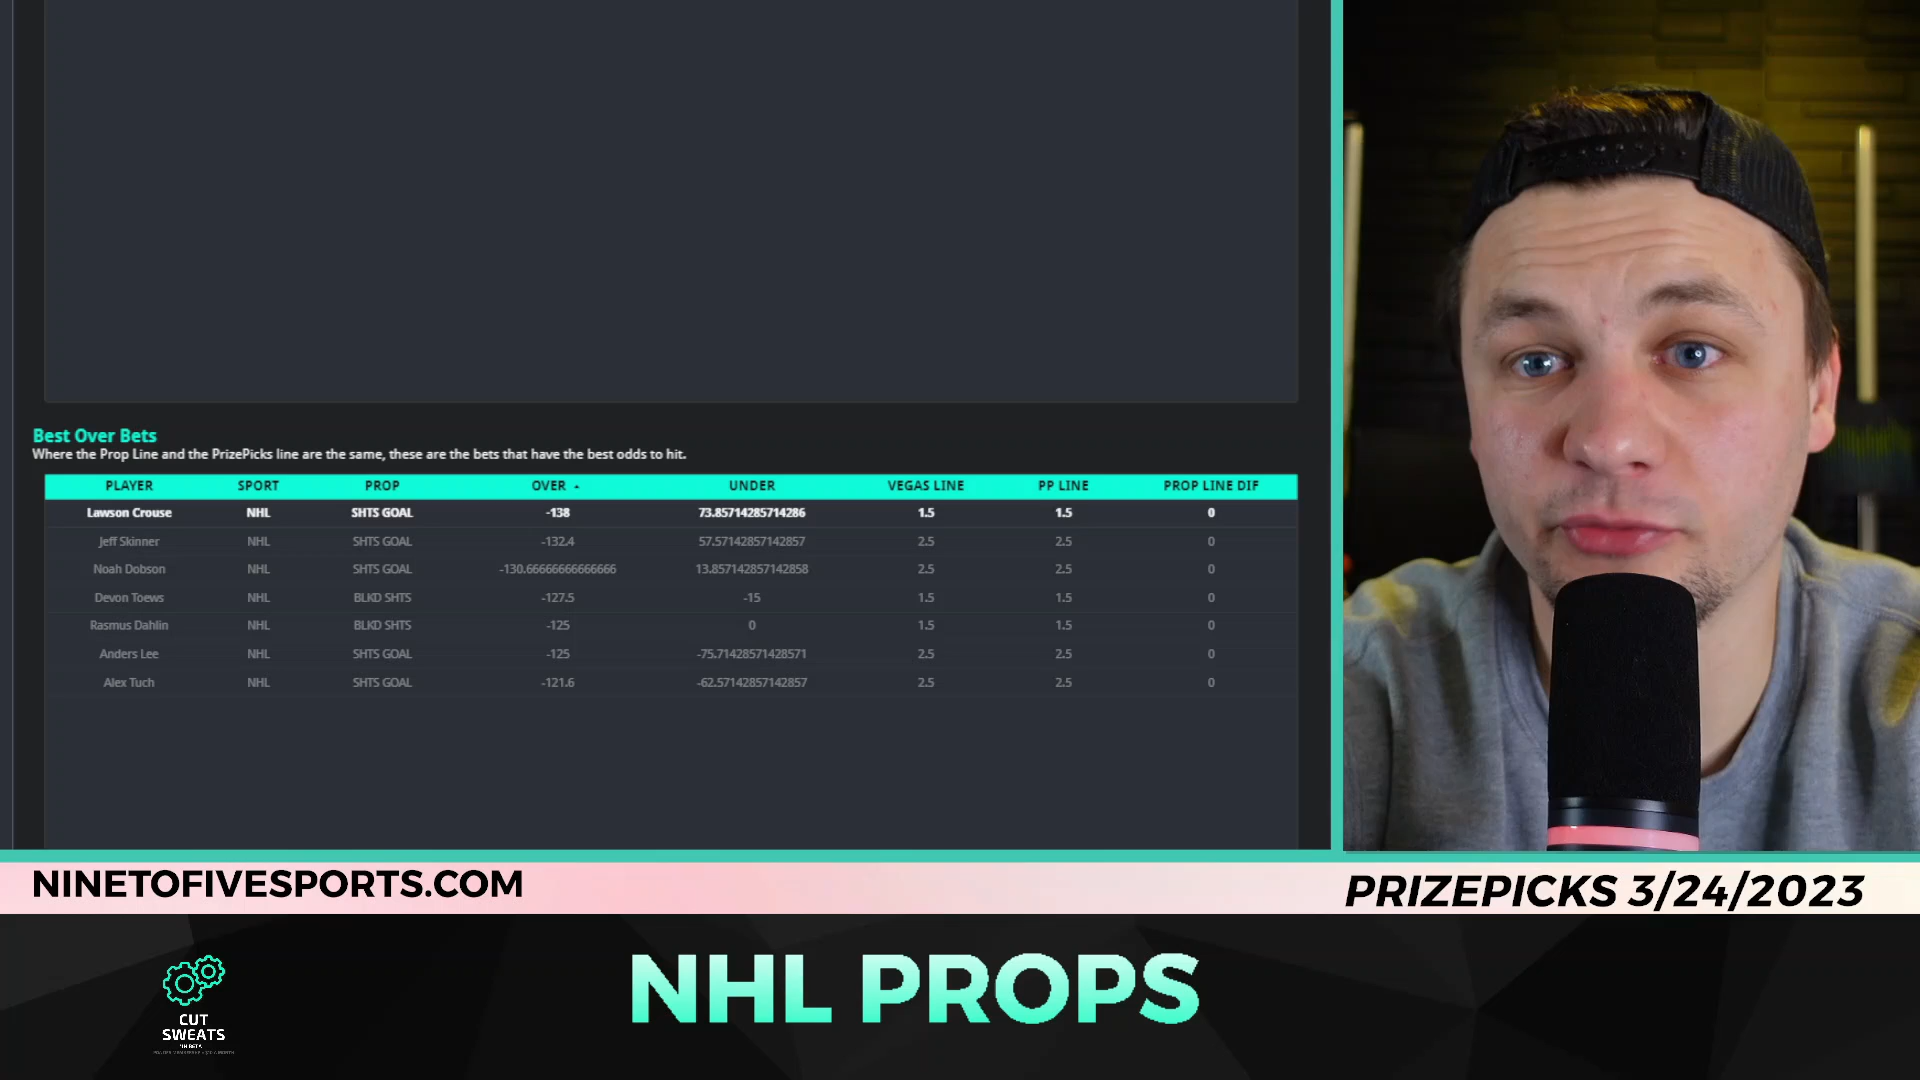 Best Over Bets
Where the Prop Line and the PrizePicks line are the same, these are the bets that have the best odds to hit.
PLAYER SPORT PROP OVER UNDER VEGAS LINE PP LINE PROP LINE DIF
Lawson Crouse NHL SHTS GOAL -138 73.85714285714286 1.5 1.5 0
Jeff Skinner NHL SHTS GOAL -132.4 57.57142857142857 2.5 2.5 0
Noah Dobson NHL SHTS GOAL -130.66666666666666 13.857142857142858 2.5 2.5 0
Devon Toews NHL BLKD SHTS -127.5 -15 1.5 1.5 0
Rasmus Dahlin NHL BLKD SHTS -125 0 1.5 1.5 0
Anders Lee NHL SHTS GOAL -125 -75.71428571428571 2.5 2.5 0
Alex Tuch NHL SHTS GOAL -121.6 -62.57142857142857 2.5 2.5 0
NINETOFIVESPORTS.COM
PRIZEPICKS 3/24/2023
NHL PROPS
CUT
SWEATS